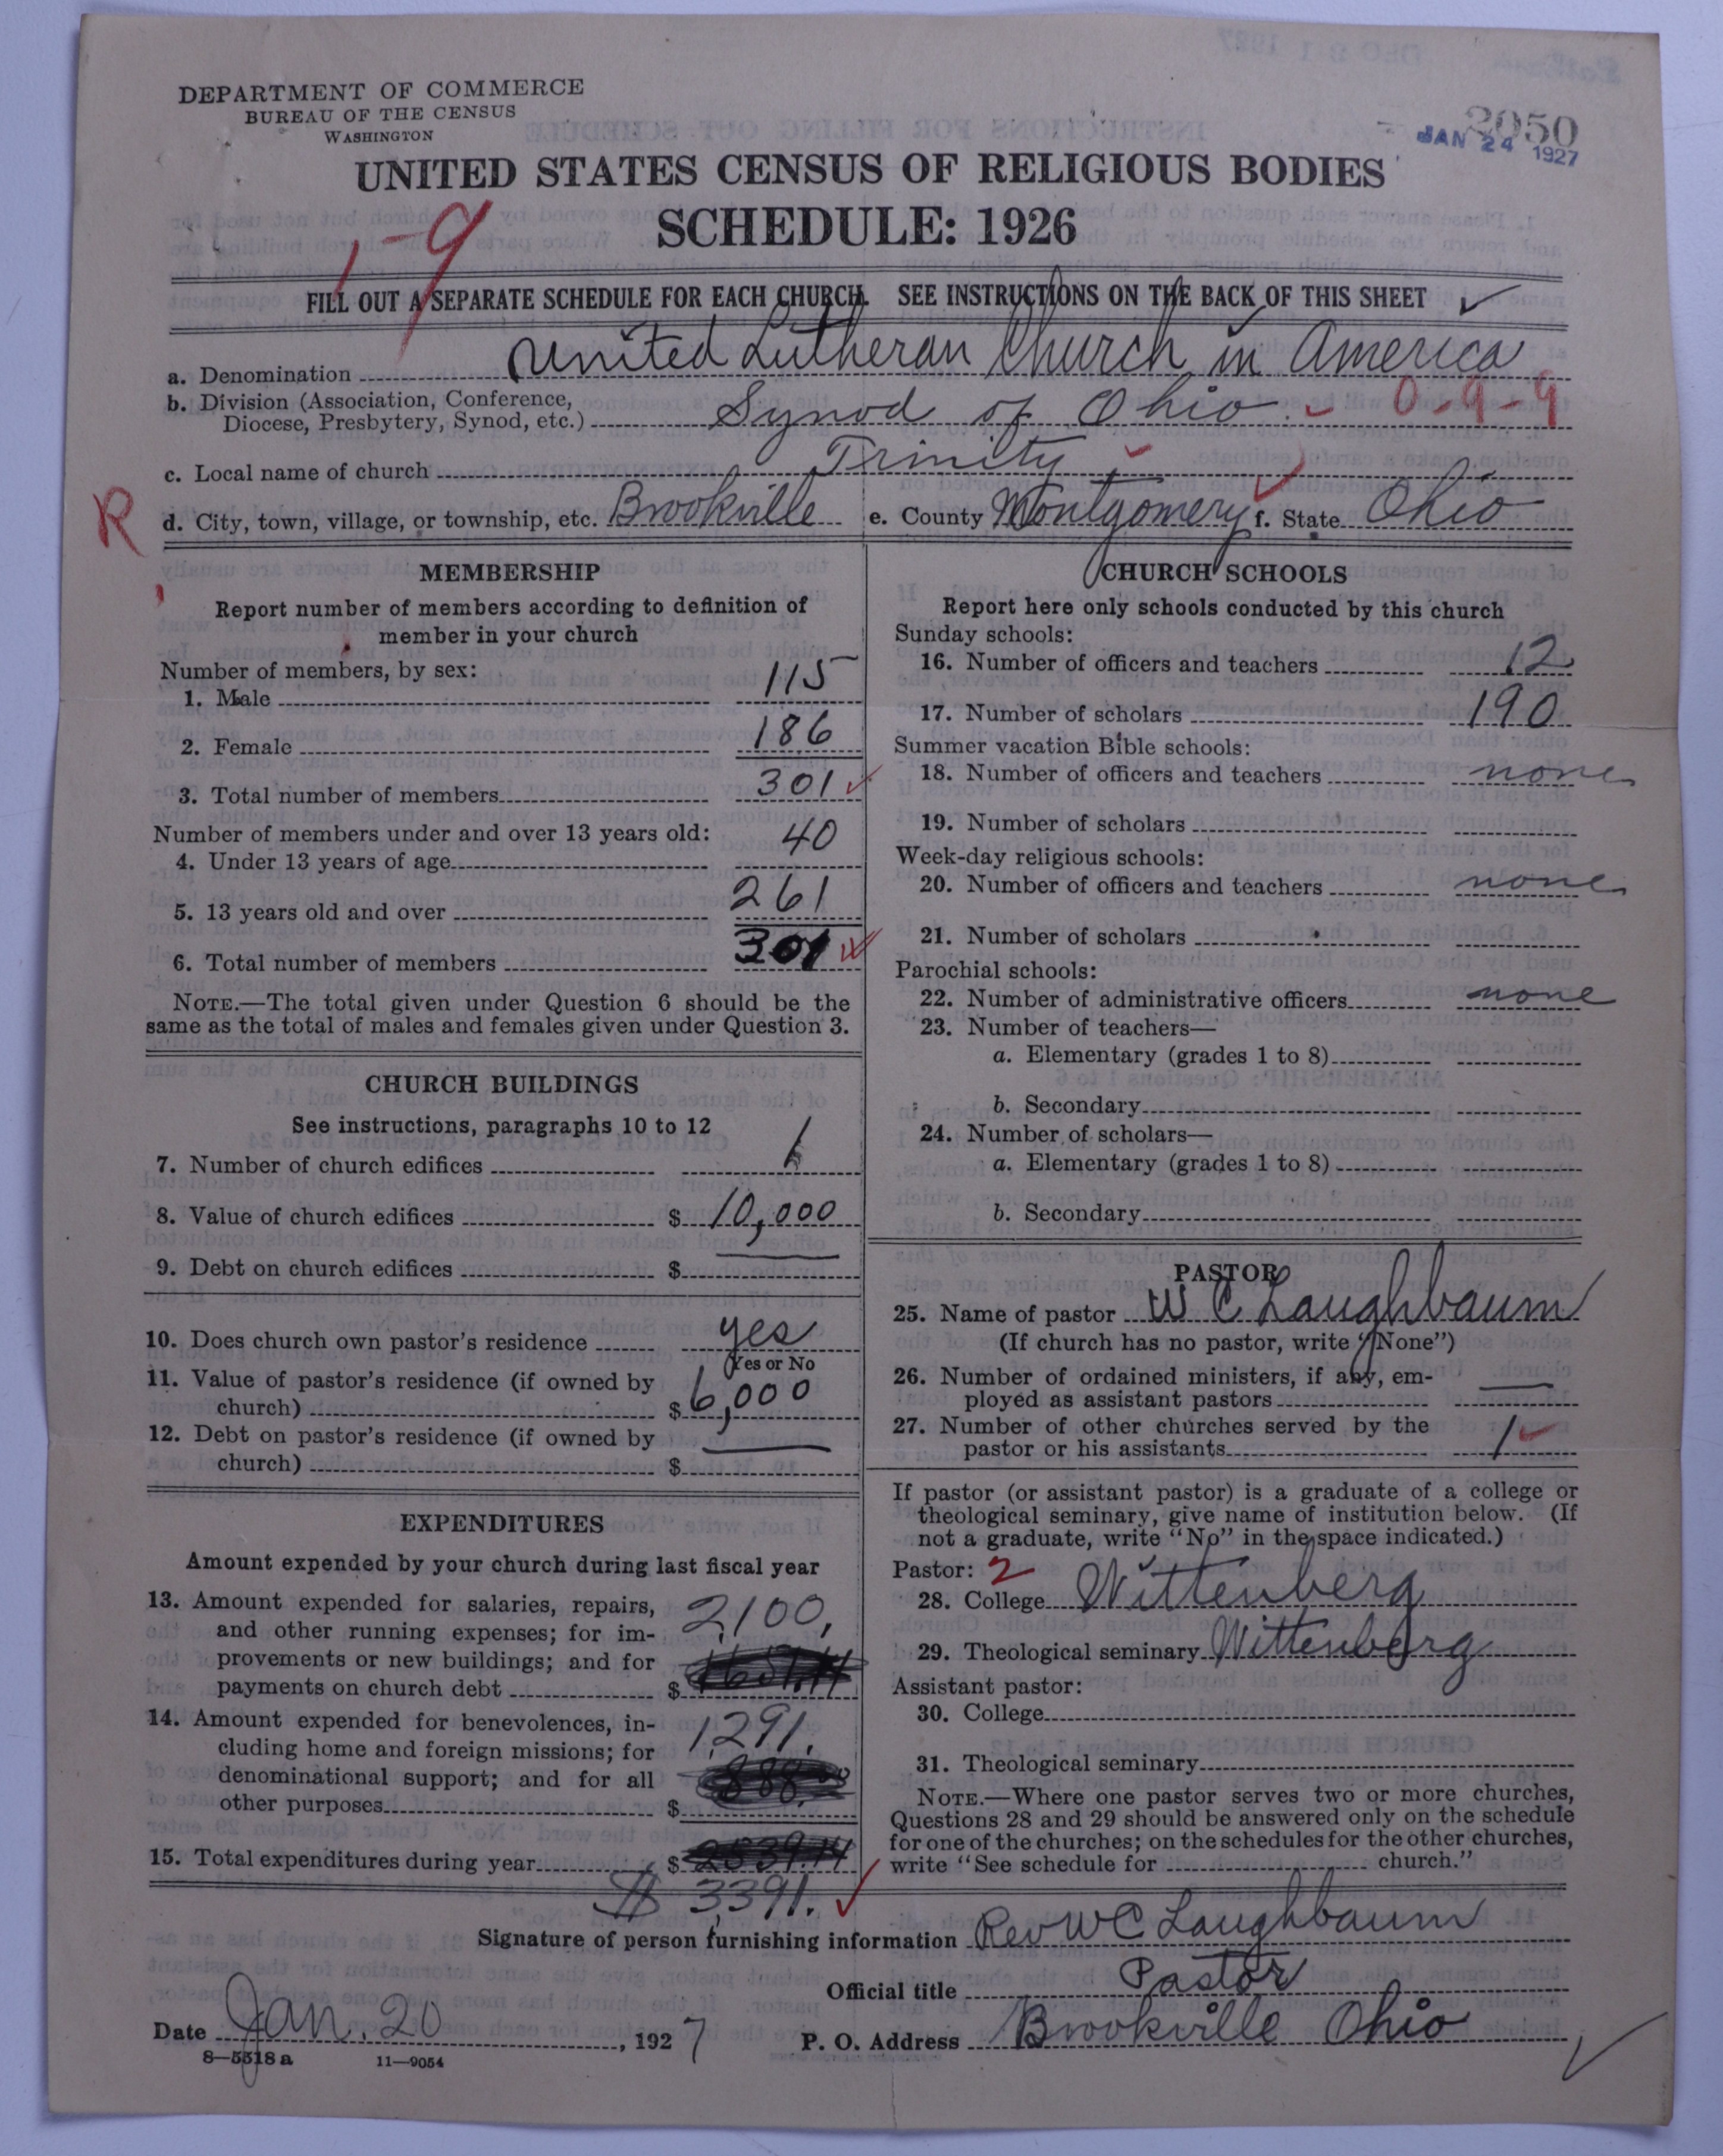 DEPARTMENT OF COMMERCE
BUREAU OF THE CENSUS
WASHINGTON
JAN 24 1927
UNITED STATES CENSUS OF RELIGIOUS BODIES
SCHEDULE: 1926
1-9
FILL OUT A SEPARATE SCHEDULE FOR EACH CHURCH. SEE INSTRUCTIONS ON THE BACK OF THIS SHEET
a. Denomination United Lutheran Church in America
b. Division (Association, Conference,
Diocese, Presbytery, Synod, etc.) Synod of Ohio 0-9-9
c. Local name of church Trinity
R
d. City, town, village, or township, etc. Brookville e. County Montgomery f. State Ohio
MEMBERSHIP
Report number of members according to definition of
member in your church
Number of members, by sex:
1. Male 115
2. Female 186
3. Total number of members 301
Number of members under and over 13 years old:
4. Under 13 years of age 40
5. 13 years old and over 261
6. Total number of members 301
NOTE.—The total given under Question 6 should be the
same as the total of males and females given under Question 3.
CHURCH BUILDINGS
See instructions, paragraphs 10 to 12
7. Number of church edifices 1
8. Value of church edifices $ 10,000
9. Debt on church edifices $
10. Does church own pastor's residence yes
Yes or No
11. Value of pastor's residence (if owned by
church) $ 6,000
12. Debt on pastor's residence (if owned by
church) $
EXPENDITURES
Amount expended by your church during last fiscal year
13. Amount expended for salaries, repairs,
and other running expenses; for im-
provements or new buildings; and for
payments on church debt $ 2,100.
14. Amount expended for benevolences, in-
cluding home and foreign missions; for
denominational support; and for all
other purposes $ 1,291.
15. Total expenditures during year $
$ 3391.
CHURCH SCHOOLS
Report here only schools conducted by this church
Sunday schools:
16. Number of officers and teachers 12
17. Number of scholars 190
Summer vacation Bible schools:
18. Number of officers and teachers none
19. Number of scholars
Week-day religious schools:
20. Number of officers and teachers none
21. Number of scholars
Parochial schools:
22. Number of administrative officers none
23. Number of teachers—
a. Elementary (grades 1 to 8)
b. Secondary
24. Number of scholars—
a. Elementary (grades 1 to 8)
b. Secondary
PASTOR
25. Name of pastor W C Laughbaum
(If church has no pastor, write "None")
26. Number of ordained ministers, if any, em-
ployed as assistant pastors
27. Number of other churches served by the
pastor or his assistants 1
If pastor (or assistant pastor) is a graduate of a college or
theological seminary, give name of institution below. (If
not a graduate, write "No" in the space indicated.)
Pastor: 2
28. College Wittenberg
29. Theological seminary Wittenberg
Assistant pastor:
30. College
31. Theological seminary
NOTE.—Where one pastor serves two or more churches,
Questions 28 and 29 should be answered only on the schedule
for one of the churches; on the schedules for the other churches,
write "See schedule for church."
Signature of person furnishing information Rev W C Laughbaum
Official title Pastor
Date Jan. 20, 1927 P. O. Address Brookville Ohio
8—5518 a 11—9054